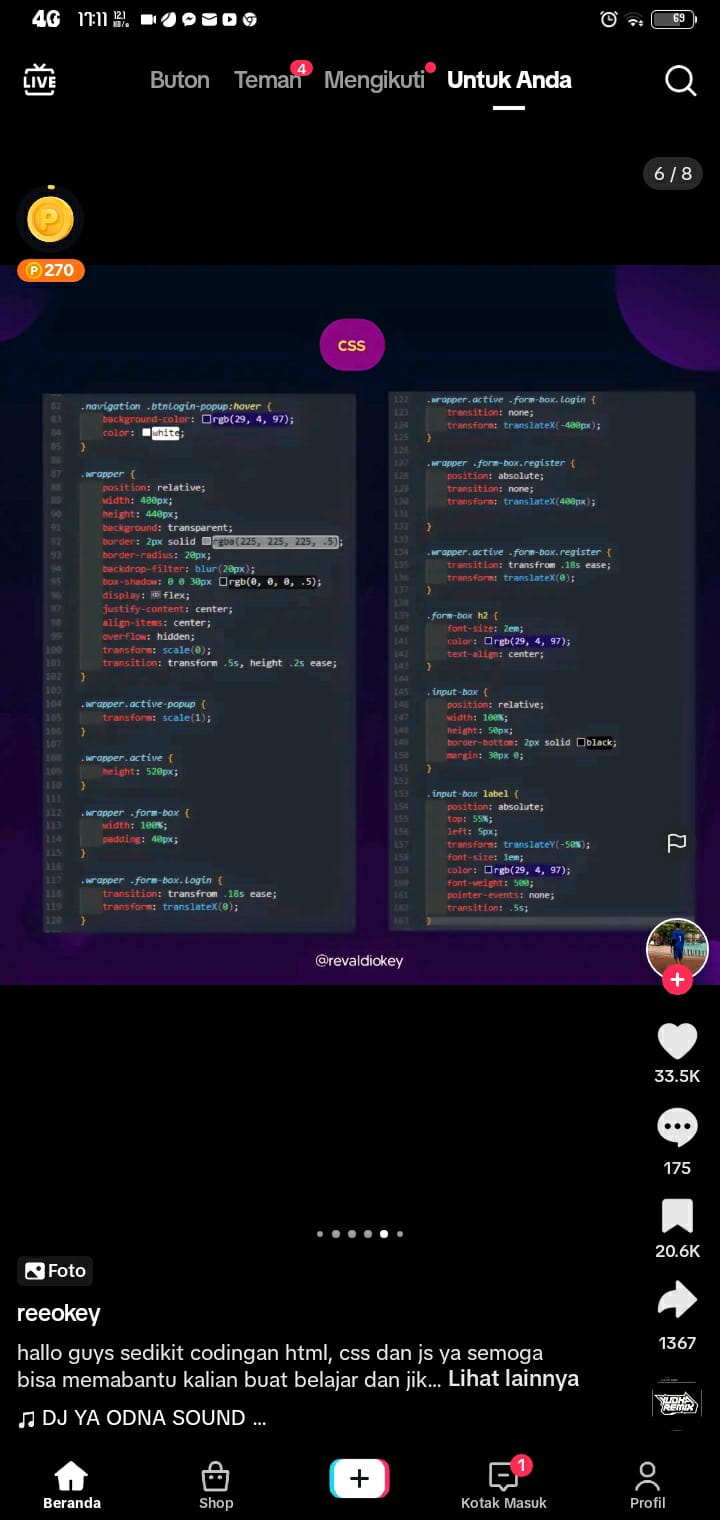 4G 17:11 12.1 KB/s 69
LIVE Buton Teman 4 Mengikuti Untuk Anda
6 / 8
P
P 270
CSS
82 .navigation .btnlogin-popup:hover {
83 background-color: rgb(29, 4, 97);
84 color: white;
85 }
86
87 .wrapper {
88 position: relative;
89 width: 400px;
90 height: 440px;
91 background: transparent;
92 border: 2px solid rgba(225, 225, 225, .5);
93 border-radius: 20px;
94 backdrop-filter: blur(20px);
95 box-shadow: 0 0 30px rgb(0, 0, 0, .5);
96 display: flex;
97 justify-content: center;
98 align-items: center;
99 overflow: hidden;
100 transform: scale(0);
101 transition: transform .5s, height .2s ease;
102 }
103
104 .wrapper.active-popup {
105 transform: scale(1);
106 }
107
108 .wrapper.active {
109 height: 520px;
110 }
111
112 .wrapper .form-box {
113 width: 100%;
114 padding: 40px;
115 }
116
117 .wrapper .form-box.login {
118 transition: transfrom .18s ease;
119 transform: translateX(0);
120 }
122 .wrapper.active .form-box.login {
123 transition: none;
124 transform: translateX(-400px);
125 }
126
127 .wrapper .form-box.register {
128 position: absolute;
129 transition: none;
130 transform: translateX(400px);
131
132 }
133
134 .wrapper.active .form-box.register {
135 transition: transfrom .18s ease;
136 transform: translateX(0);
137 }
138
139 .form-box h2 {
140 font-size: 2em;
141 color: rgb(29, 4, 97);
142 text-align: center;
143 }
144
145 .input-box {
146 position: relative;
147 width: 100%;
148 height: 50px;
149 border-bottom: 2px solid black;
150 margin: 30px 0;
151 }
152
153 .input-box label {
154 position: absolute;
155 top: 55%;
156 left: 5px;
157 transform: translateY(-50%);
158 font-size: 1em;
159 color: rgb(29, 4, 97);
160 font-weight: 500;
161 pointer-events: none;
162 transition: .5s;
163 }
@revaldiokey
33.5K
175
20.6K
1367
Foto
reeokey
hallo guys sedikit codingan html, css dan js ya semoga
bisa memabantu kalian buat belajar dan jik... Lihat lainnya
DJ YA ODNA SOUND ...
YUDHA
REMIX
1
Beranda Shop Kotak Masuk Profil